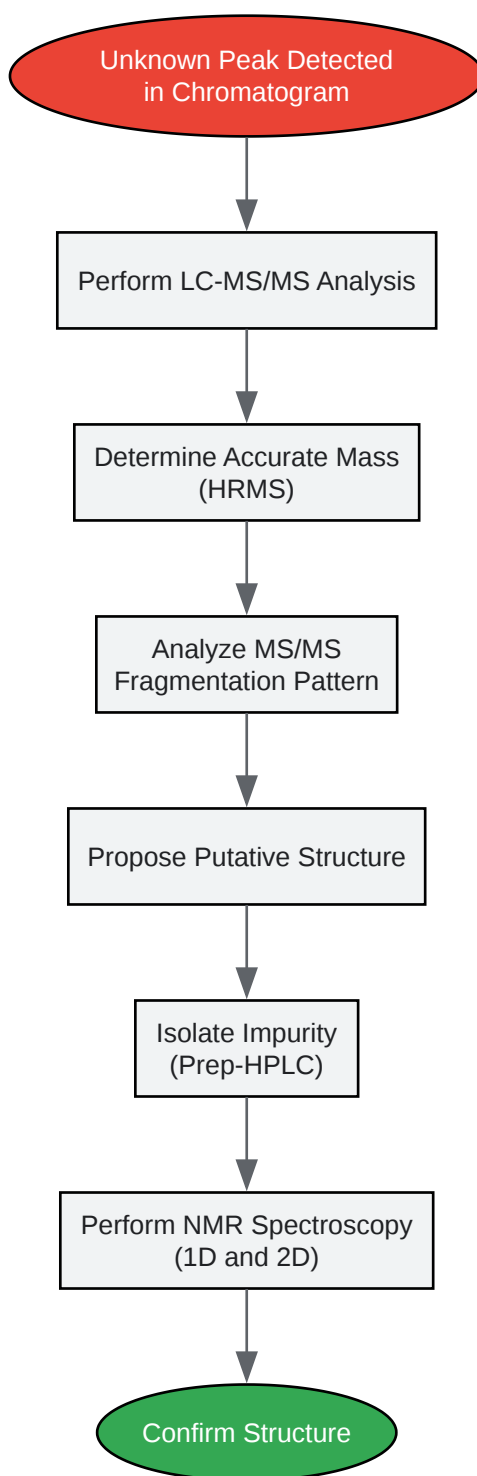 Unknown Peak Detected
in Chromatogram
Perform LC-MS/MS Analysis
Determine Accurate Mass
(HRMS)
Analyze MS/MS
Fragmentation Pattern
Propose Putative Structure
Isolate Impurity
(Prep-HPLC)
Perform NMR Spectroscopy
(1D and 2D)
Confirm Structure